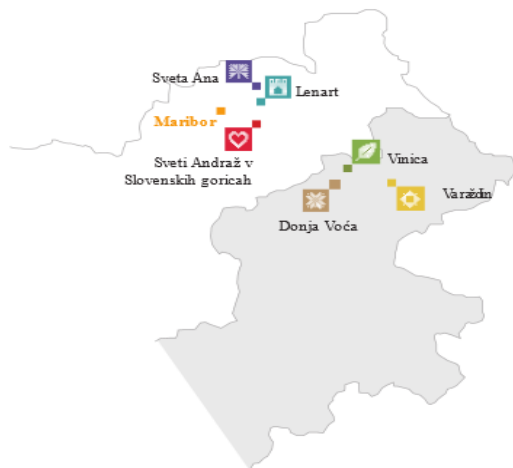 Sveta Ana
Lenart
Maribor
Sveti Andraž v
Slovenskih goricah
Vinica
Varaždin
Donja Voća